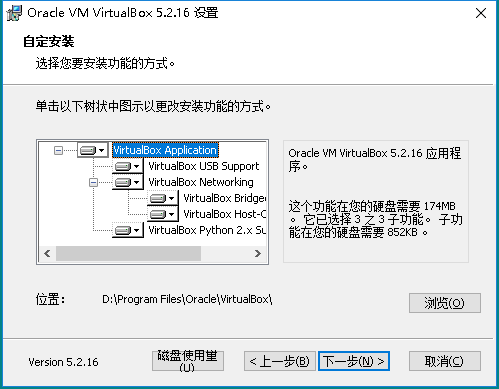 Oracle VM VirtualBox 5.2.16 设置
自定安装
选择您要安装功能的方式。
单击以下树状中图示以更改安装功能的方式。
VirtualBox Application
VirtualBox USB Support
VirtualBox Networking
VirtualBox Bridge
VirtualBox Host-O
VirtualBox Python 2.x Su
Oracle VM VirtualBox 5.2.16 应用程
序。
这个功能在您的硬盘需要 174MB
。 它已选择 3 之 3 子功能。 子功
能在您的硬盘需要 852KB 。
位置:
D:\Program Files\Oracle\VirtualBox\
浏览(O)
Version 5.2.16
磁盘使用量
(U)
< 上一步(B)
下一步(N) >
取消(C)